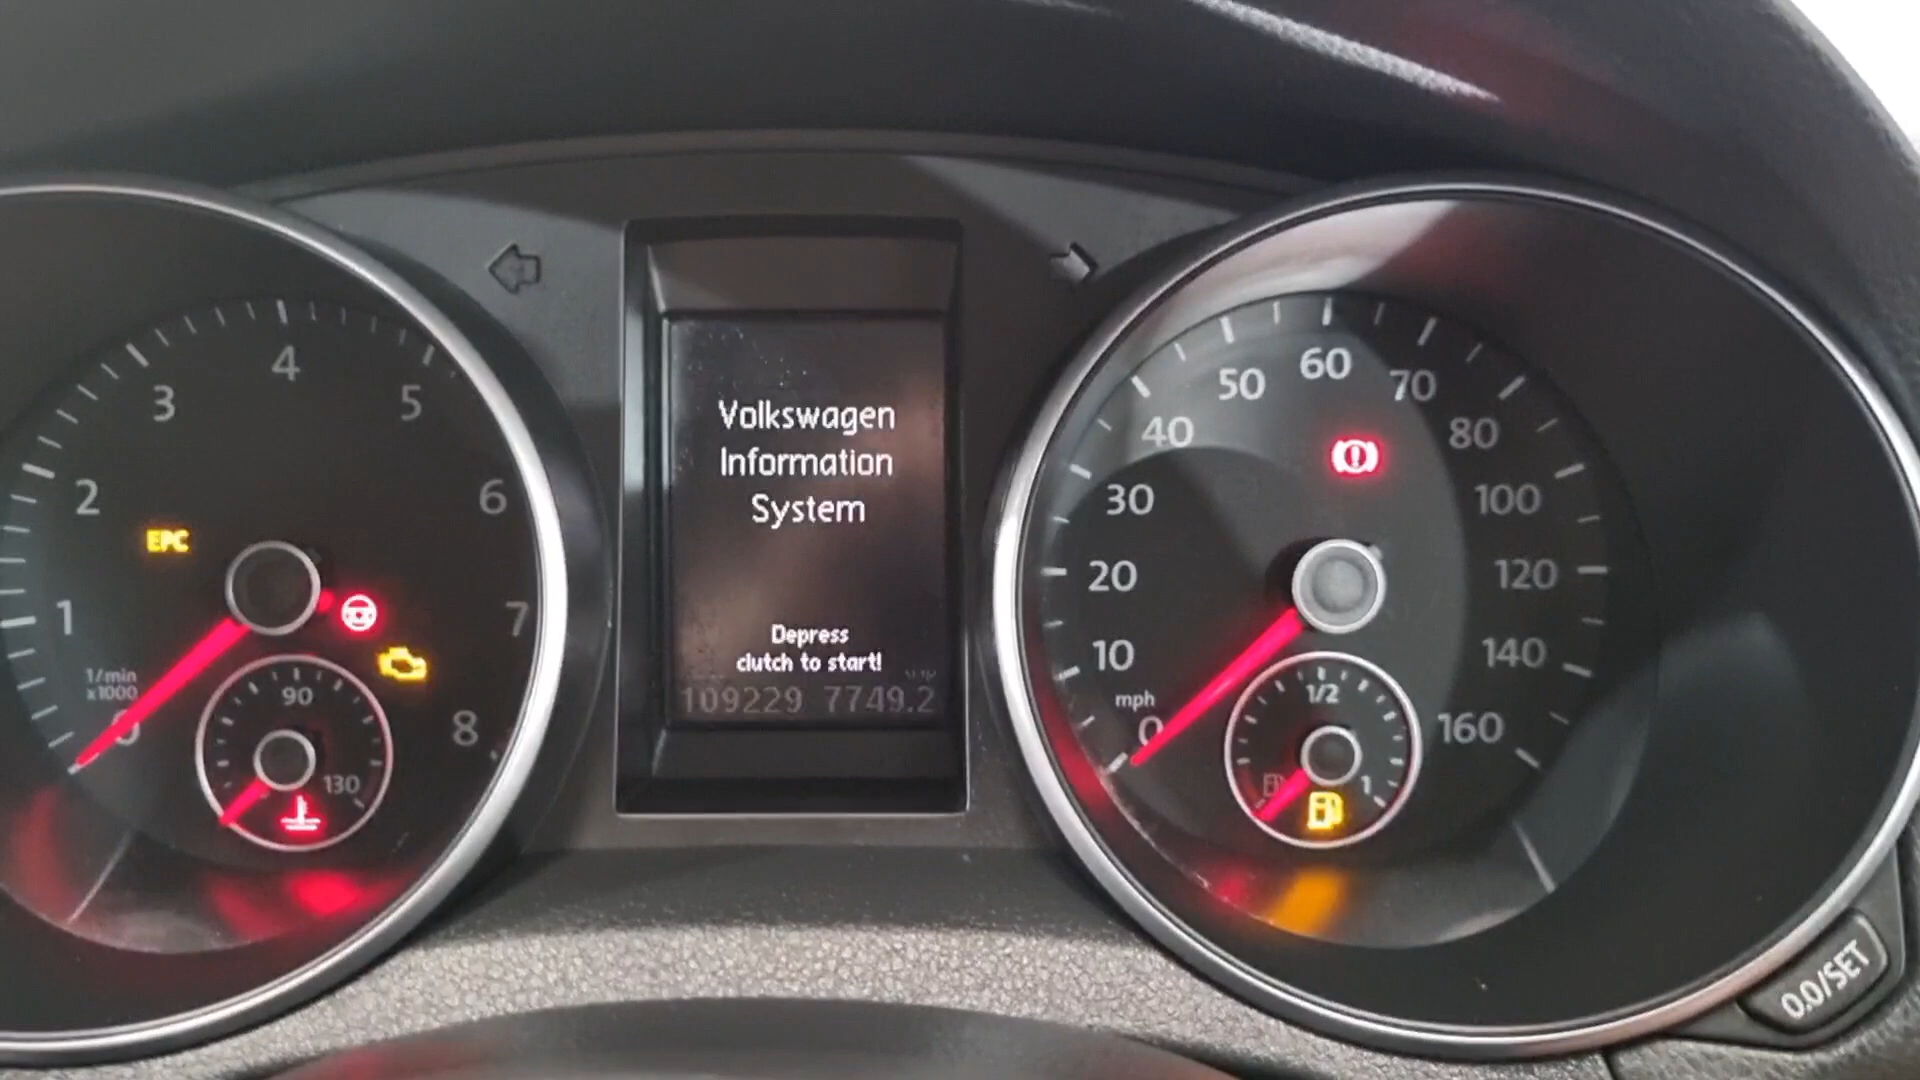 4
3
5
2
6
EPC
1
7
1/min
x1000
0
90
8
130
Volkswagen
Information
System
Depress
clutch to start!
109229 7749.2
60
50
70
40
80
30
100
20
120
10
140
mph
0
1/2
160
1
0.0/SET